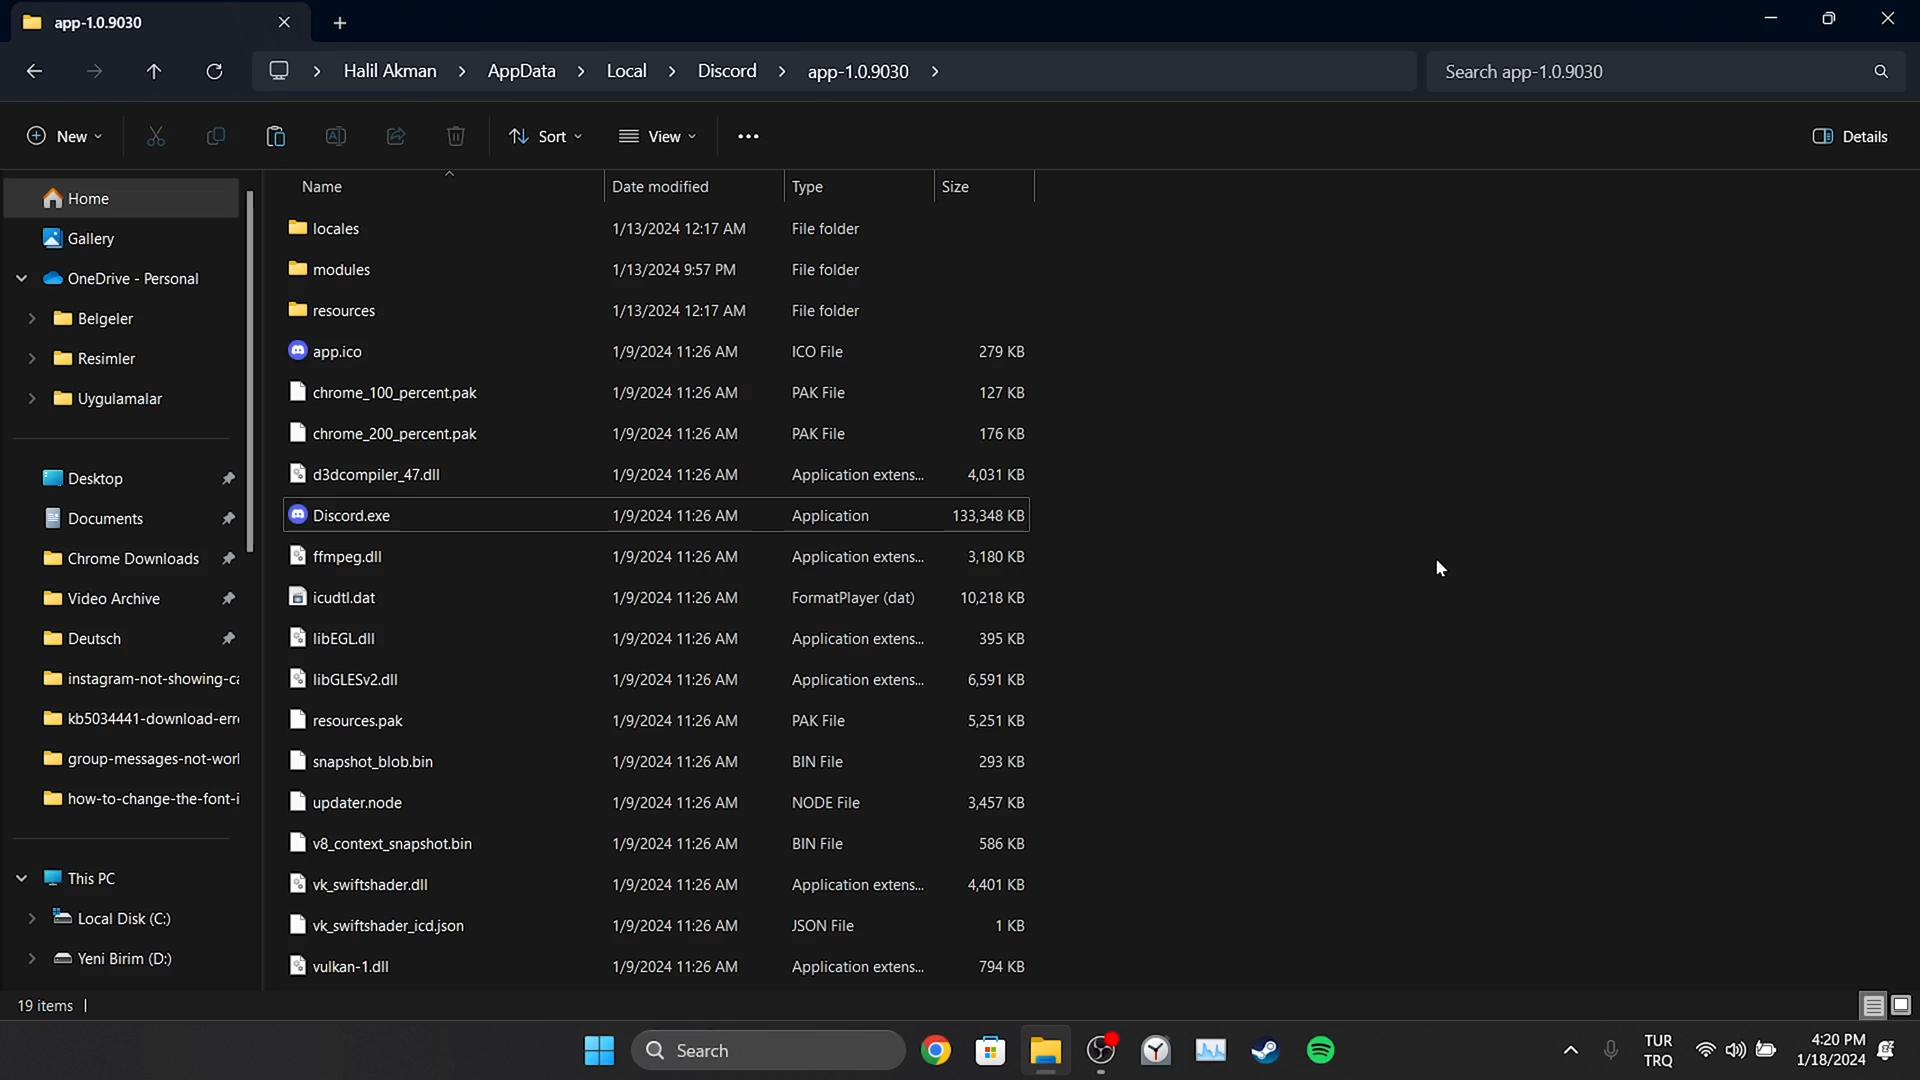 app-1.0.9030
Halil Akman > AppData > Local > Discord > app-1.0.9030 >
Search app-1.0.9030
New
Sort
View
Details
Home
Gallery
OneDrive - Personal
Belgeler
Resimler
Uygulamalar
Desktop
Documents
Chrome Downloads
Video Archive
Deutsch
instagram-not-showing-ca
kb5034441-download-erre
group-messages-not-worl
how-to-change-the-font-i
This PC
Local Disk (C:)
Yeni Birim (D:)
Name Date modified Type Size
locales 1/13/2024 12:17 AM File folder
modules 1/13/2024 9:57 PM File folder
resources 1/13/2024 12:17 AM File folder
app.ico 1/9/2024 11:26 AM ICO File 279 KB
chrome_100_percent.pak 1/9/2024 11:26 AM PAK File 127 KB
chrome_200_percent.pak 1/9/2024 11:26 AM PAK File 176 KB
d3dcompiler_47.dll 1/9/2024 11:26 AM Application extens... 4,031 KB
Discord.exe 1/9/2024 11:26 AM Application 133,348 KB
ffmpeg.dll 1/9/2024 11:26 AM Application extens... 3,180 KB
icudtl.dat 1/9/2024 11:26 AM FormatPlayer (dat) 10,218 KB
libEGL.dll 1/9/2024 11:26 AM Application extens... 395 KB
libGLESv2.dll 1/9/2024 11:26 AM Application extens... 6,591 KB
resources.pak 1/9/2024 11:26 AM PAK File 5,251 KB
snapshot_blob.bin 1/9/2024 11:26 AM BIN File 293 KB
updater.node 1/9/2024 11:26 AM NODE File 3,457 KB
v8_context_snapshot.bin 1/9/2024 11:26 AM BIN File 586 KB
vk_swiftshader.dll 1/9/2024 11:26 AM Application extens... 4,401 KB
vk_swiftshader_icd.json 1/9/2024 11:26 AM JSON File 1 KB
vulkan-1.dll 1/9/2024 11:26 AM Application extens... 794 KB
19 items
Search
TUR
TRQ
4:20 PM
1/18/2024